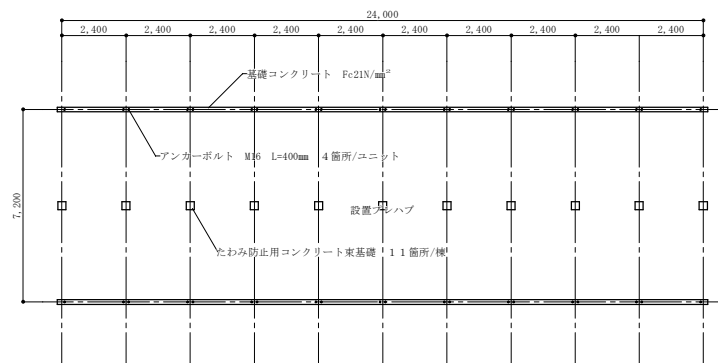 24,000
2,400 2,400 2,400 2,400 2,400 2,400 2,400 2,400 2,400 2,400
基礎コンクリート Fc21N/mm²
アンカーボルト M16 L=400mm 4箇所/ユニット
7,200
設置プレハブ
たわみ防止用コンクリート束基礎 11箇所/棟